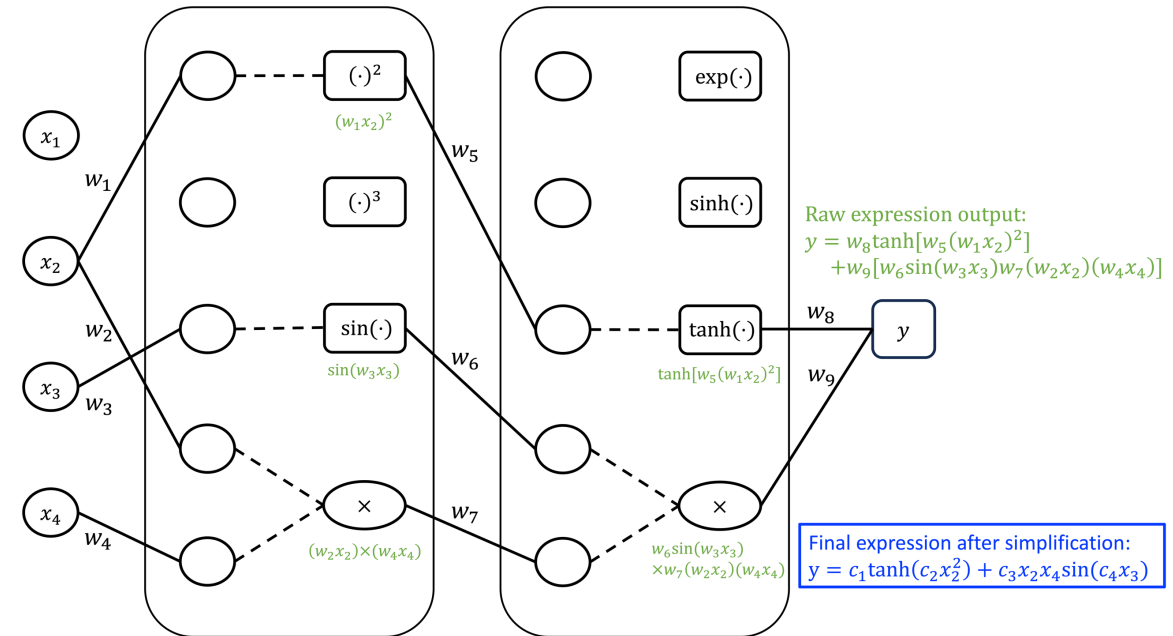 x₁
x₂
x₃
x₄
w₁
w₂
w₃
w₄
(·)²
(w₁x₂)²
(·)³
sin(·)
sin(w₃x₃)
×
(w₂x₂)×(w₄x₄)
w₅
w₆
w₇
exp(·)
sinh(·)
tanh(·)
tanh[w₅(w₁x₂)²]
×
w₆sin(w₃x₃)
×w₇(w₂x₂)(w₄x₄)
w₈
w₉
y
Raw expression output:
y = w₈tanh[w₅(w₁x₂)²]
+w₉[w₆sin(w₃x₃)w₇(w₂x₂)(w₄x₄)]
Final expression after simplification:
y = c₁tanh(c₂x₂²) + c₃x₂x₄sin(c₄x₃)